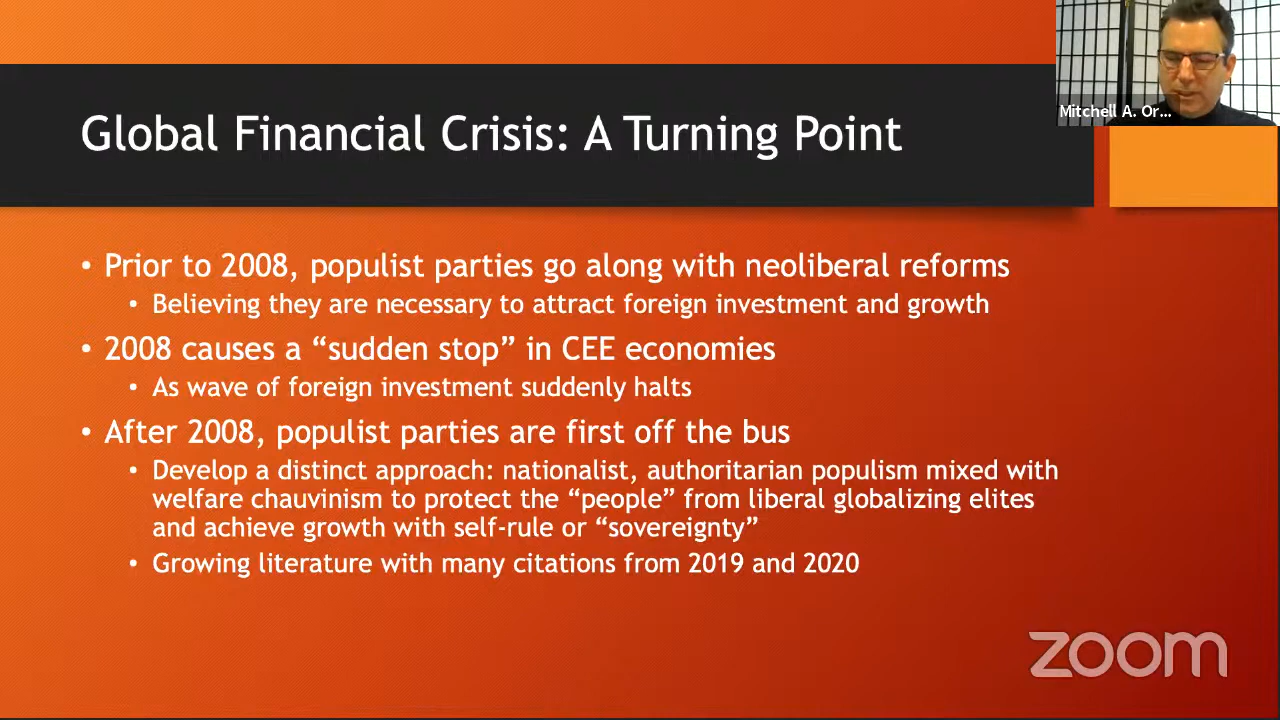 Mitchell A. Or...
Global Financial Crisis: A Turning Point
• Prior to 2008, populist parties go along with neoliberal reforms
• Believing they are necessary to attract foreign investment and growth
• 2008 causes a “sudden stop” in CEE economies
• As wave of foreign investment suddenly halts
• After 2008, populist parties are first off the bus
• Develop a distinct approach: nationalist, authoritarian populism mixed with
welfare chauvinism to protect the “people” from liberal globalizing elites
and achieve growth with self-rule or “sovereignty”
• Growing literature with many citations from 2019 and 2020
zoom